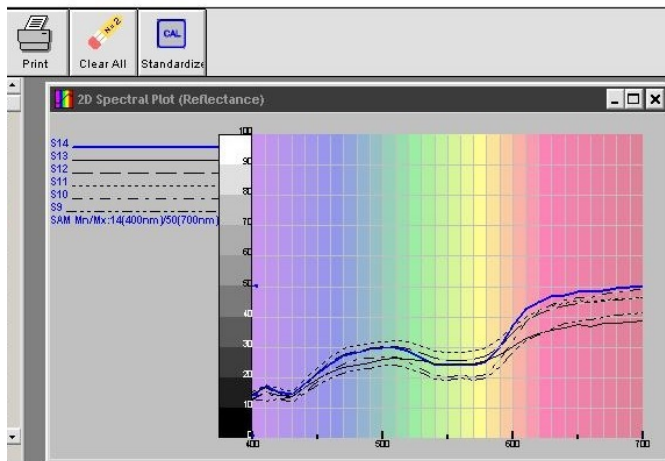 N=2
CAL
Print
Clear All
Standardize
2D Spectral Plot (Reflectance)
S14
S13
S12
S11
S10
S9
SAM Mn/Mx:14(400nm)/50(700nm)
100
90
80
70
60
50
40
30
20
10
0
400
500
600
700